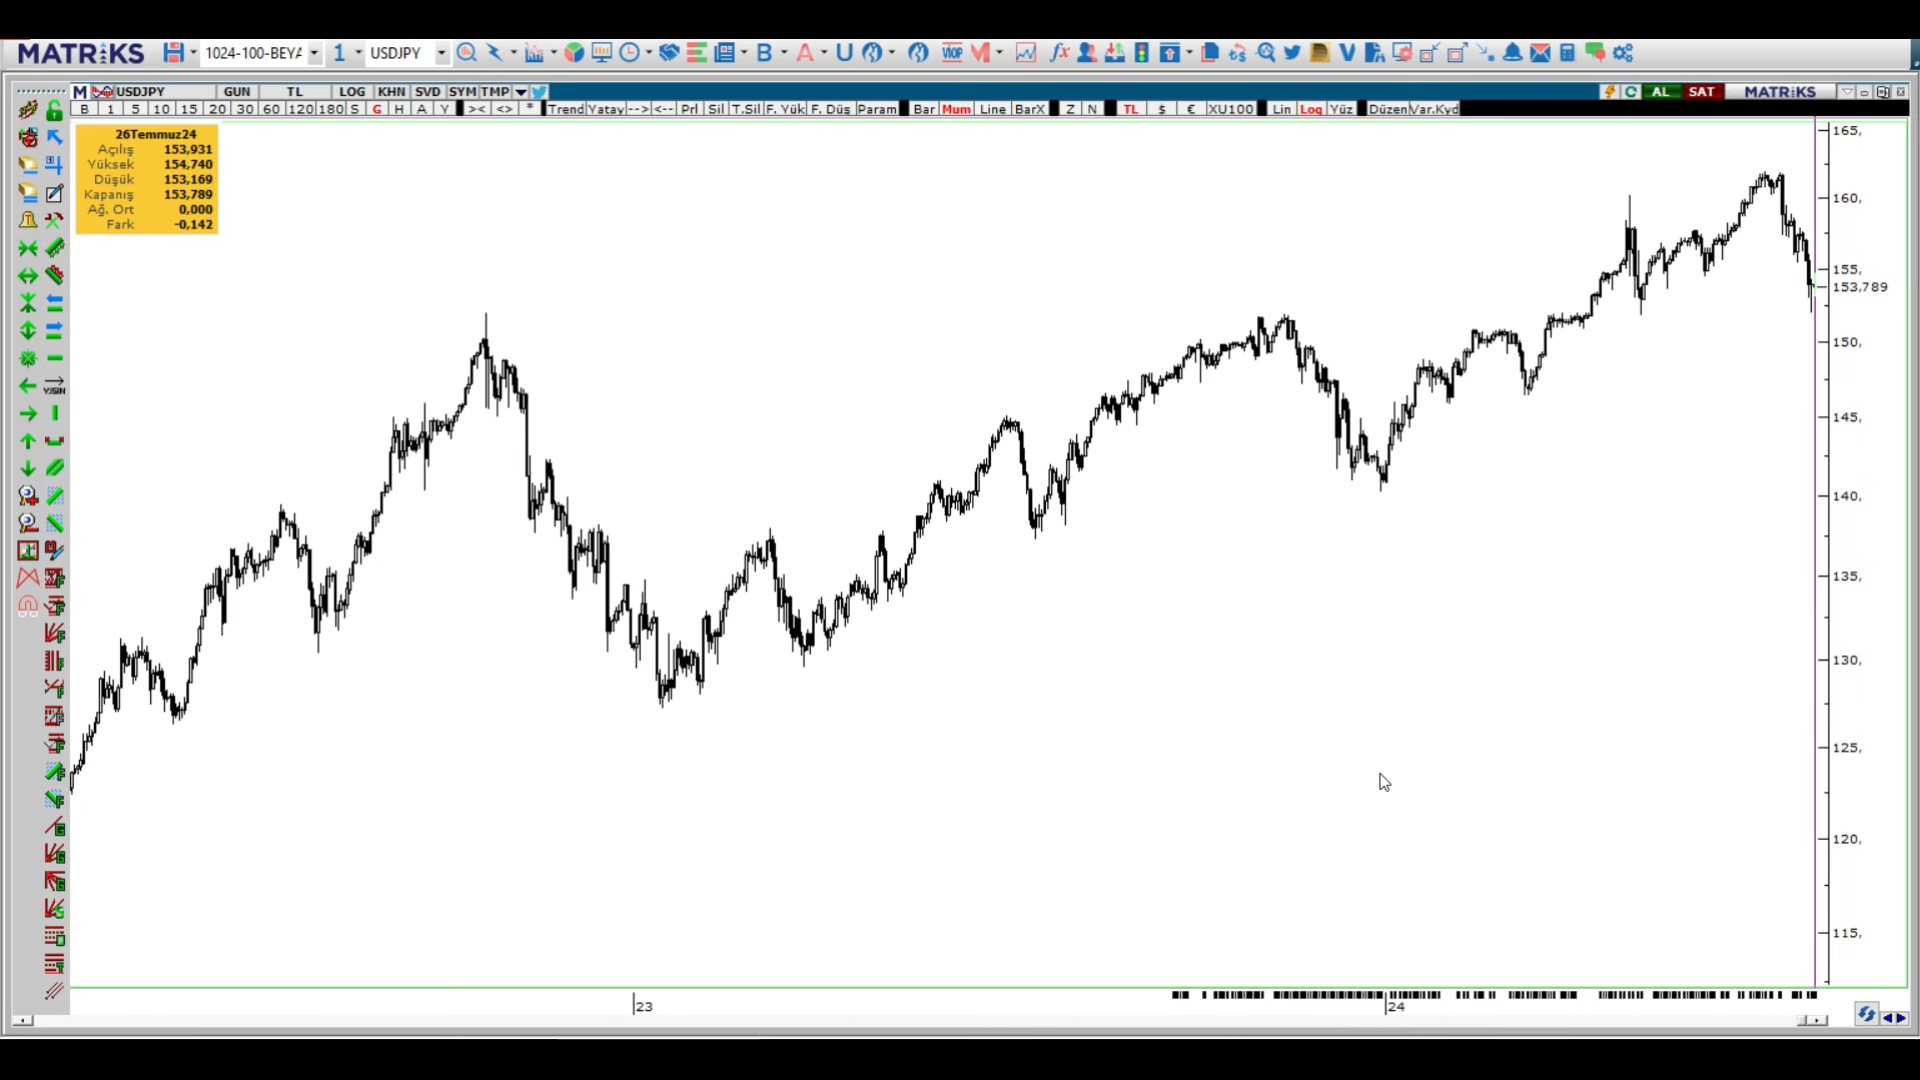 MATRIKS 1024-100-BEYA 1 USDJPY B A U VIOP M fx V
M USDJPY GUN TL LOG KHN SVD SYM TMP C AL SAT MATRIKS
B 1 5 10 15 20 30 60 120 180 S G H A Y >< <> * Trend Yatay --> <-- Prl Sil T.Sil F. Yük F. Düş Param Bar Mum Line BarX Z N TL $ € XU100 Lin Log Yüz Düzen Var.Kyd
26Temmuz24
Açılış 153,931
Yüksek 154,740
Düşük 153,169
Kapanış 153,789
Ağ. Ort 0,000
Fark -0,142
165,
160,
155,
153,789
150,
145,
140,
135,
130,
125,
120,
115,
23 24